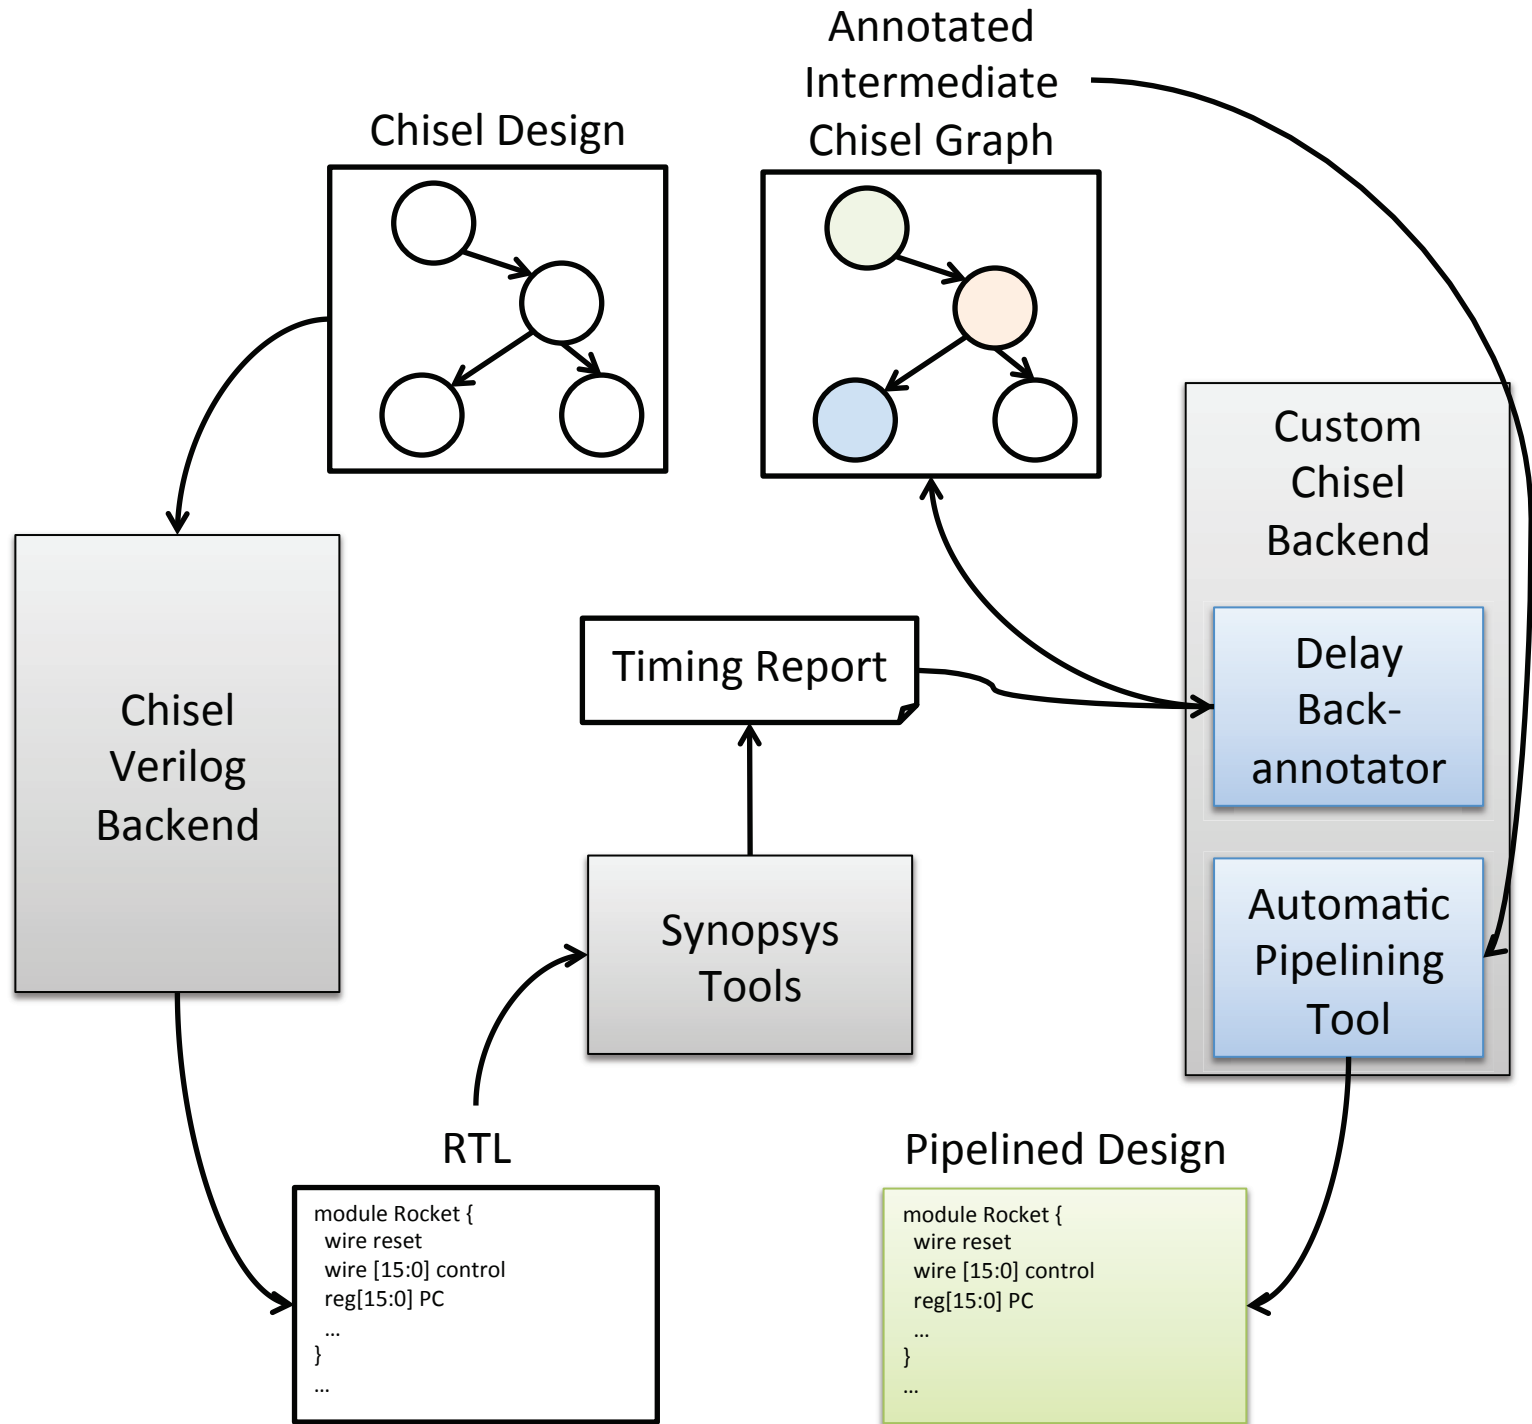 Annotated
Intermediate
Chisel Graph
Chisel Design
Custom
Chisel
Backend
Timing Report
Delay
Back-
annotator
Chisel
Verilog
Backend
Synopsys
Tools
Automatic
Pipelining
Tool
RTL
module Rocket {
wire reset
wire [15:0] control
reg[15:0] PC
...
}
...
Pipelined Design
module Rocket {
wire reset
wire [15:0] control
reg[15:0] PC
...
}
...